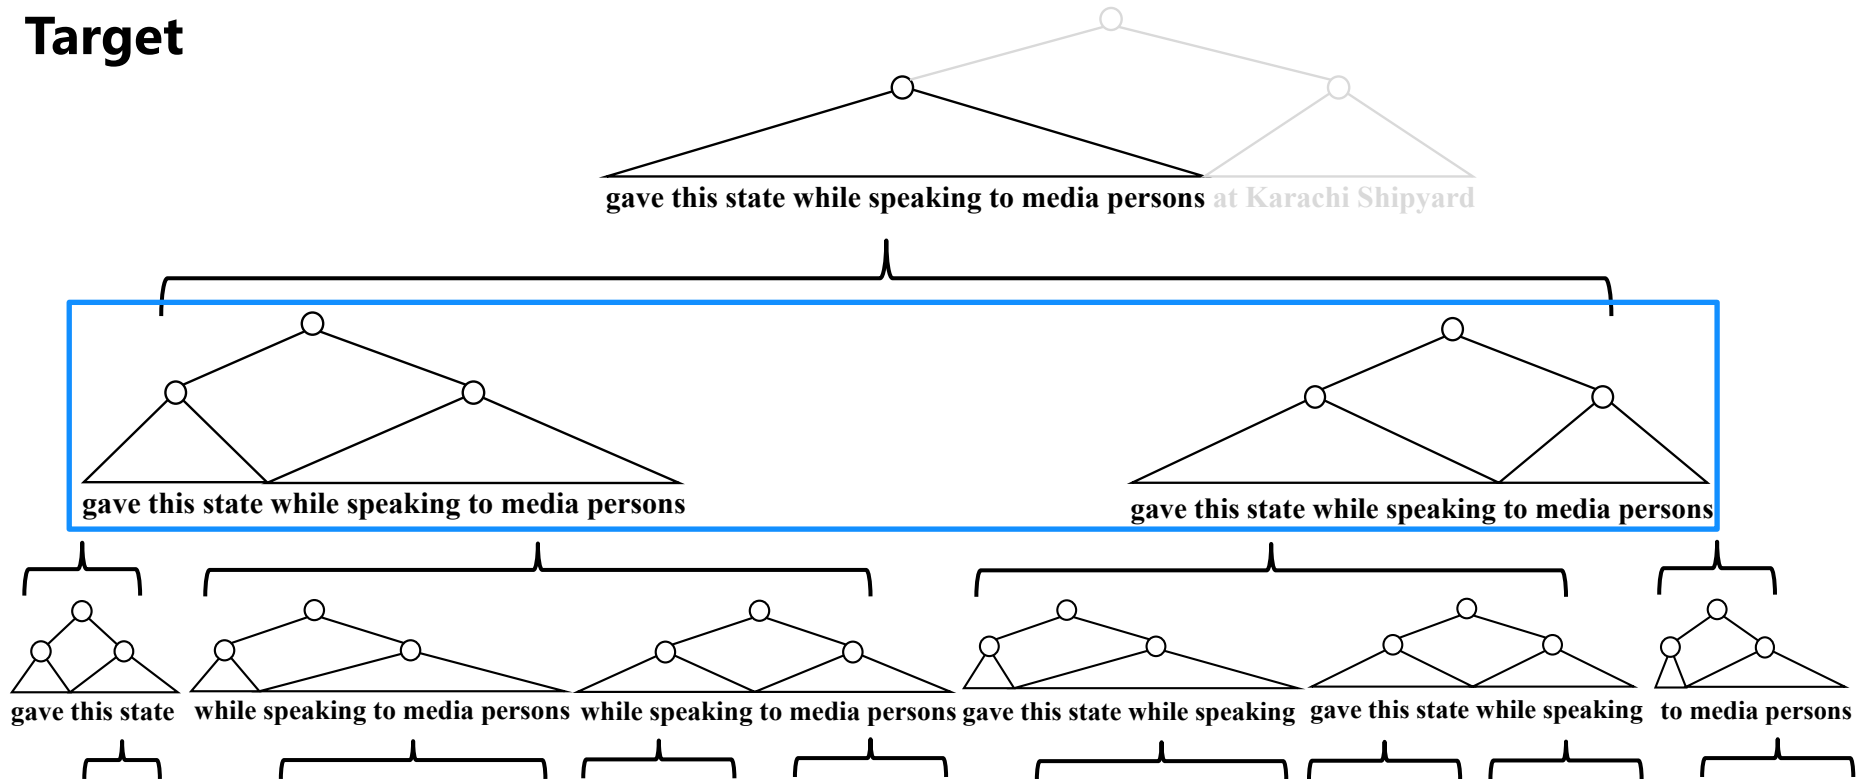 Target
gave this state while speaking to media persons at Karachi Shipyard
gave this state while speaking to media persons
gave this state while speaking to media persons
gave this state
while speaking to media persons
while speaking to media persons
gave this state while speaking
gave this state while speaking
to media persons